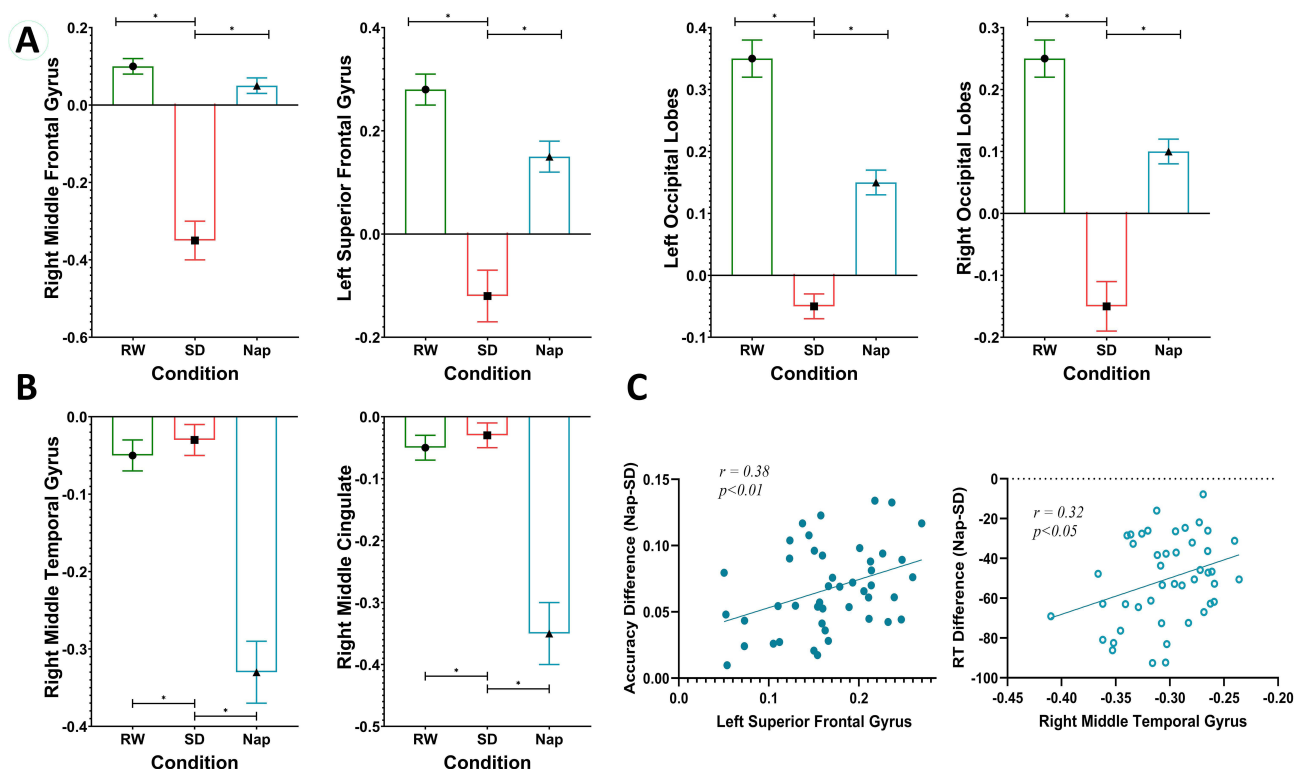 A
Right Middle Frontal Gyrus
0.2
0.0
-0.2
-0.4
-0.6
* *
RW SD Nap
Condition
Left Superior Frontal Gyrus
0.4
0.2
0.0
-0.2
* *
RW SD Nap
Condition
Left Occipital Lobes
0.4
0.3
0.2
0.1
0.0
-0.1
* *
RW SD Nap
Condition
Right Occipital Lobes
0.3
0.2
0.1
0.0
-0.1
-0.2
* *
RW SD Nap
Condition
B
Right Middle Temporal Gyrus
0.0
-0.1
-0.2
-0.3
-0.4
* *
RW SD Nap
Condition
Right Middle Cingulate
0.0
-0.1
-0.2
-0.3
-0.4
-0.5
* *
RW SD Nap
Condition
C
Accuracy Difference (Nap-SD)
0.15
0.10
0.05
0.00
r = 0.38
p<0.01
0.0 0.1 0.2
Left Superior Frontal Gyrus
RT Difference (Nap-SD)
0
-20
-40
-60
-80
-100
r = 0.32
p<0.05
-0.45 -0.40 -0.35 -0.30 -0.25 -0.20
Right Middle Temporal Gyrus